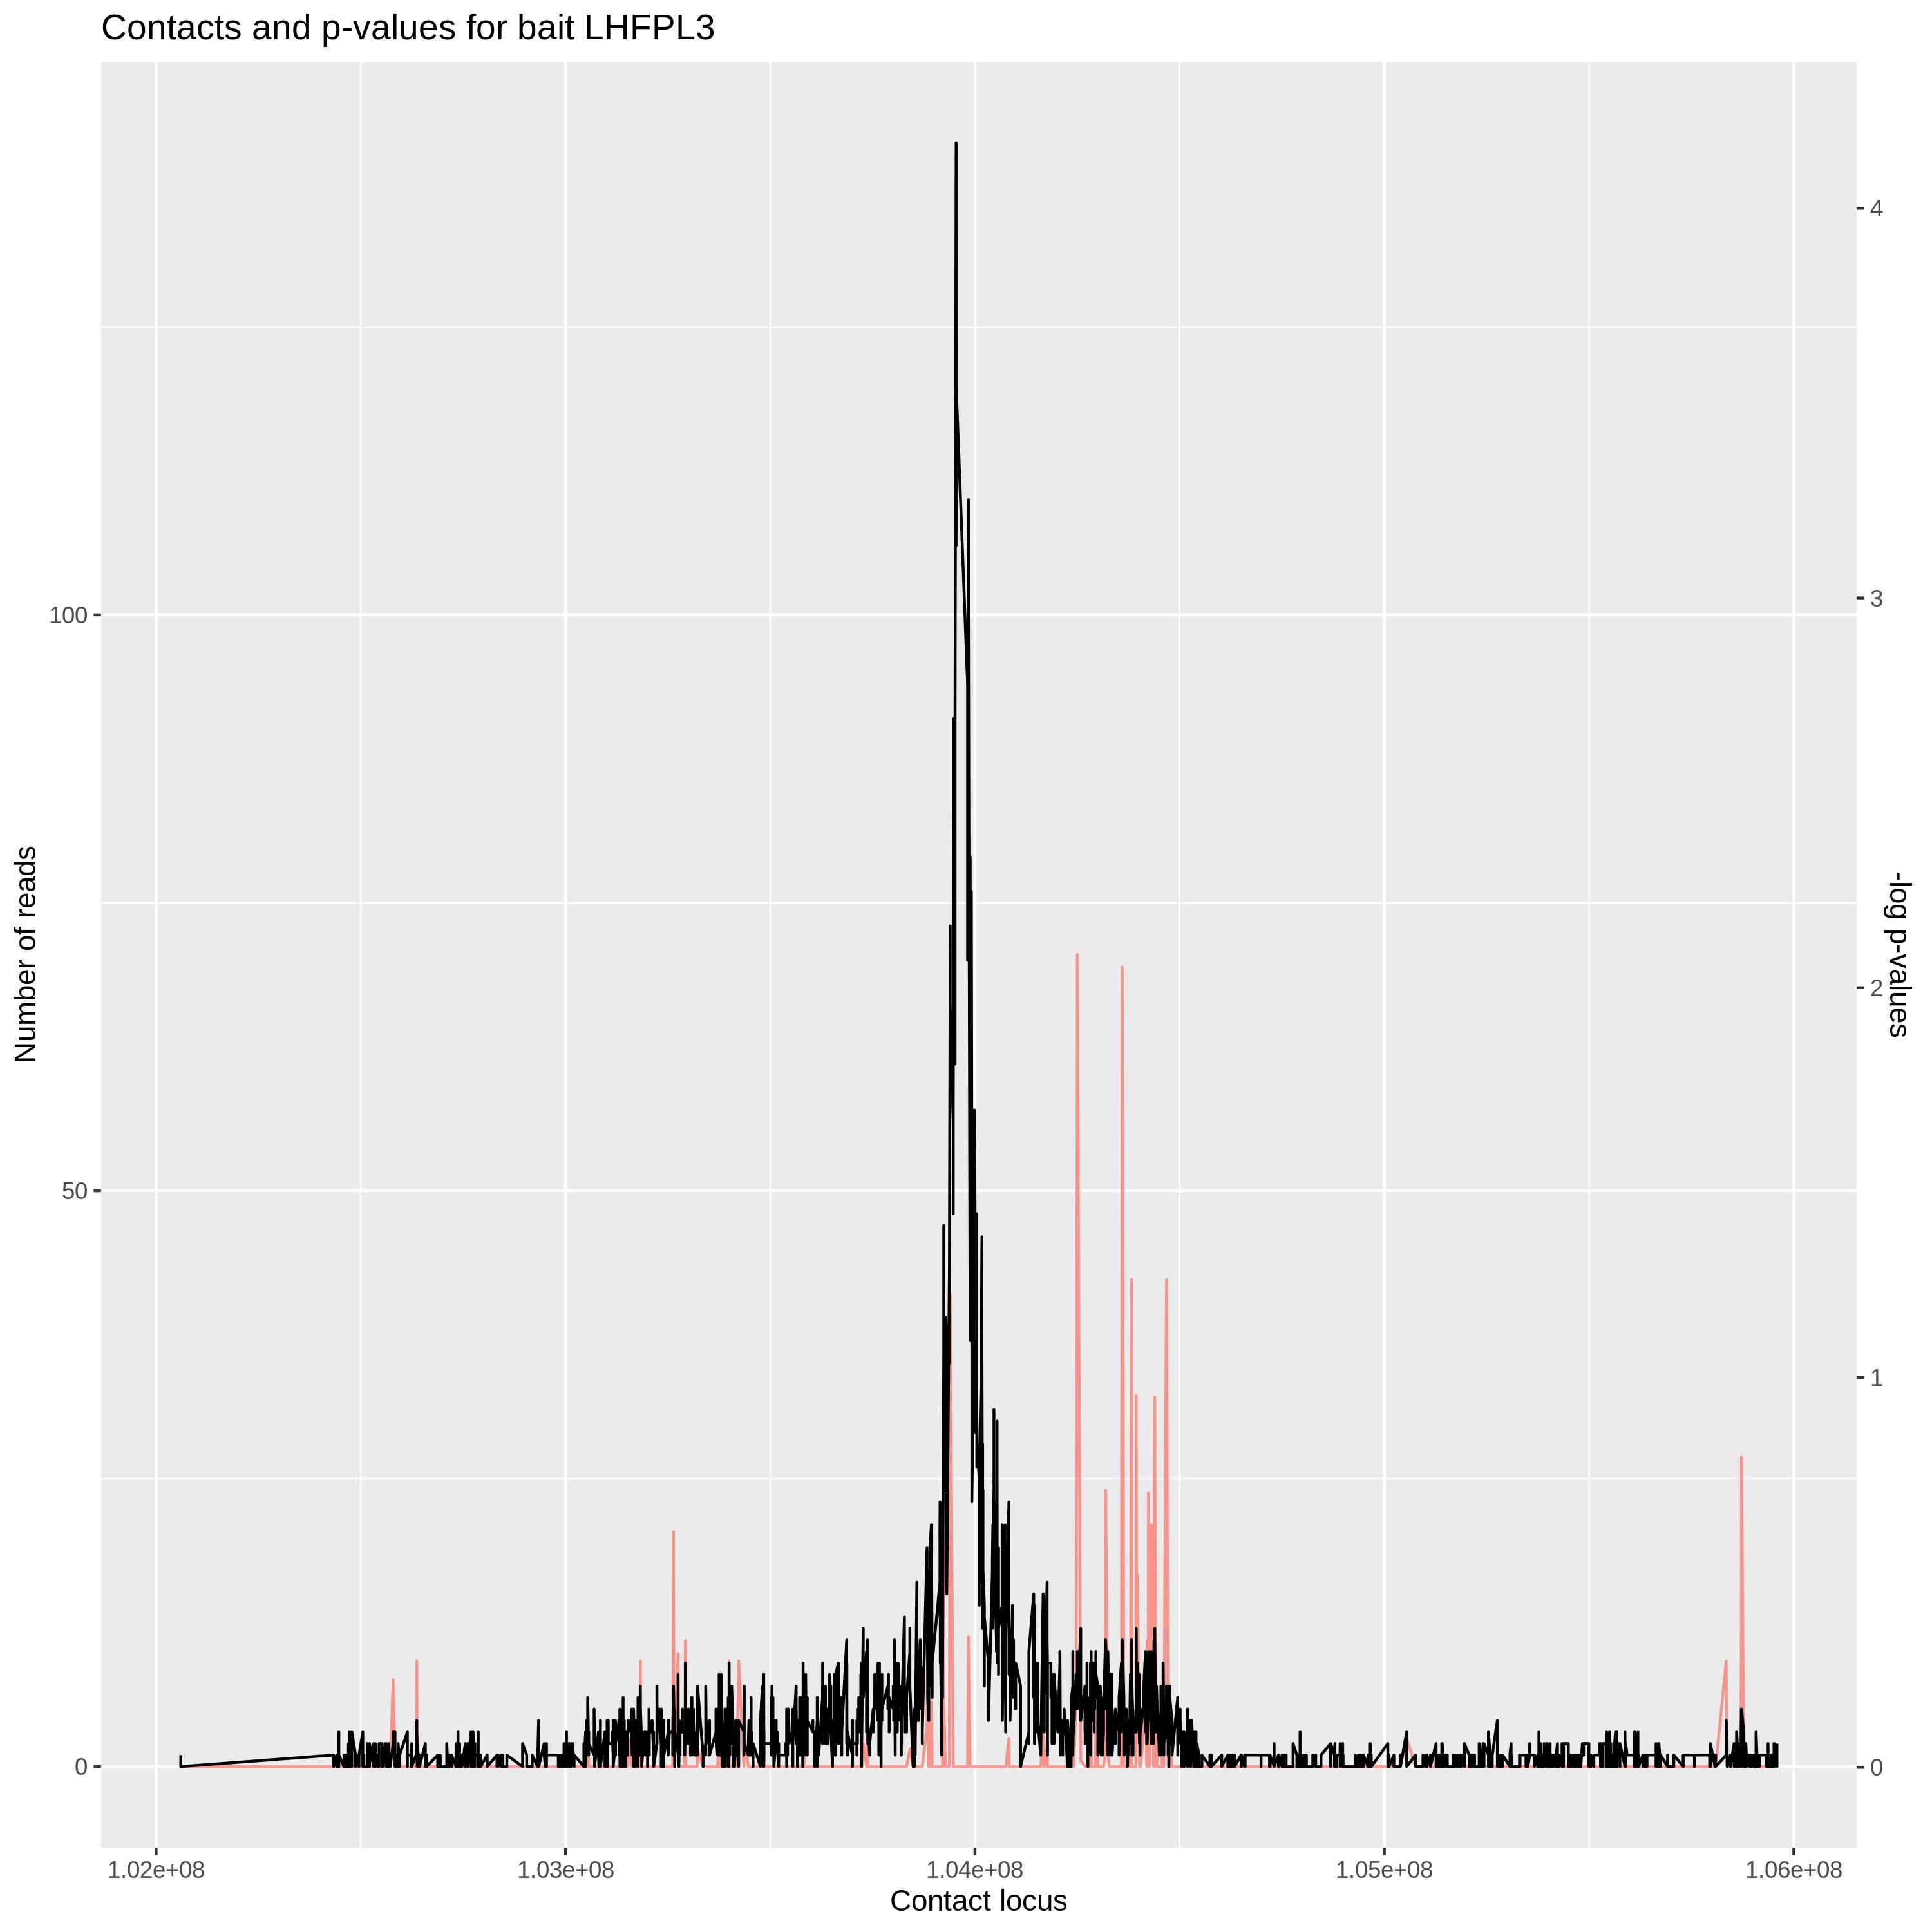 Contacts and p-values for bait LHFPL3
Number of reads
100
50
0
4
3
2
1
0
-log p-values
1.02e+08
1.03e+08
1.04e+08
1.05e+08
1.06e+08
Contact locus